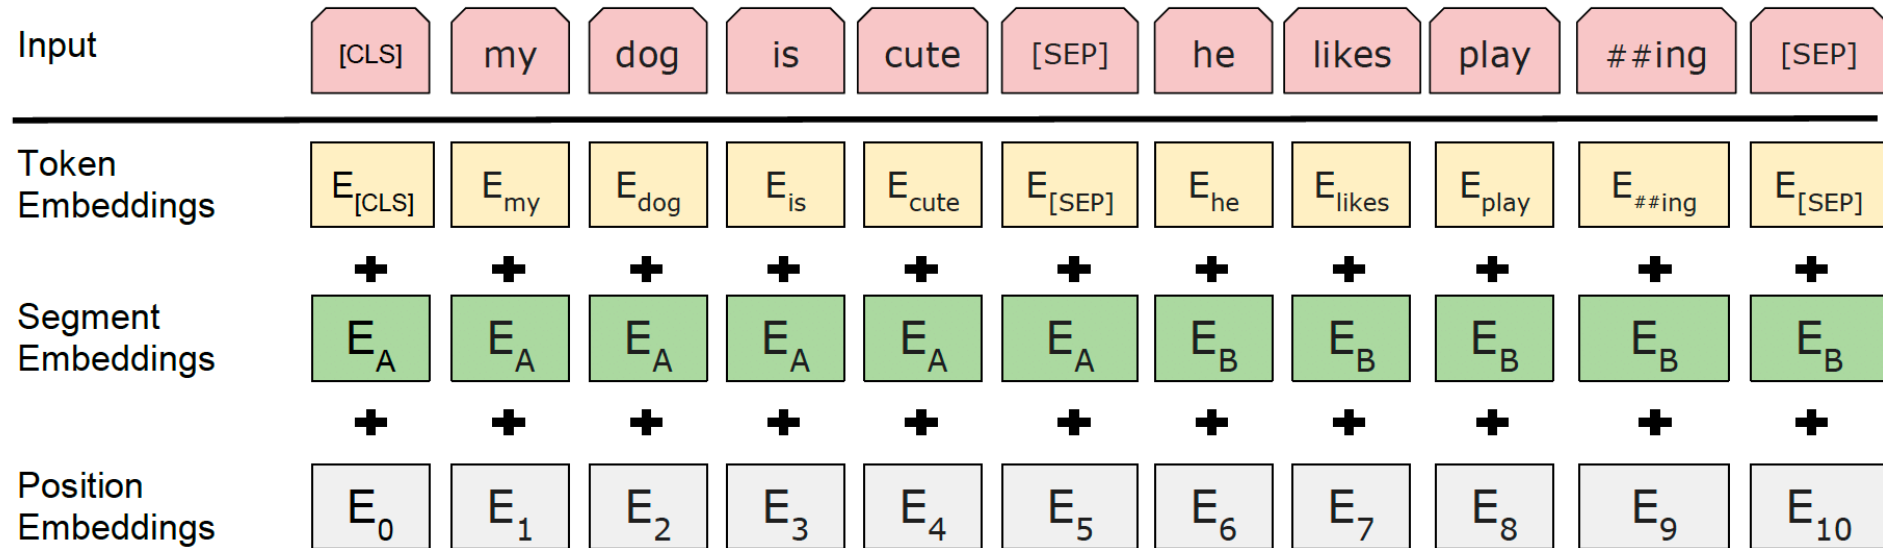 Input [CLS] my dog is cute [SEP] he likes play ##ing [SEP]
Token
Embeddings E[CLS] Emy Edog Eis Ecute E[SEP] Ehe Elikes Eplay E##ing E[SEP]
Segment
Embeddings EA EA EA EA EA EA EB EB EB EB EB
Position
Embeddings E0 E1 E2 E3 E4 E5 E6 E7 E8 E9 E10